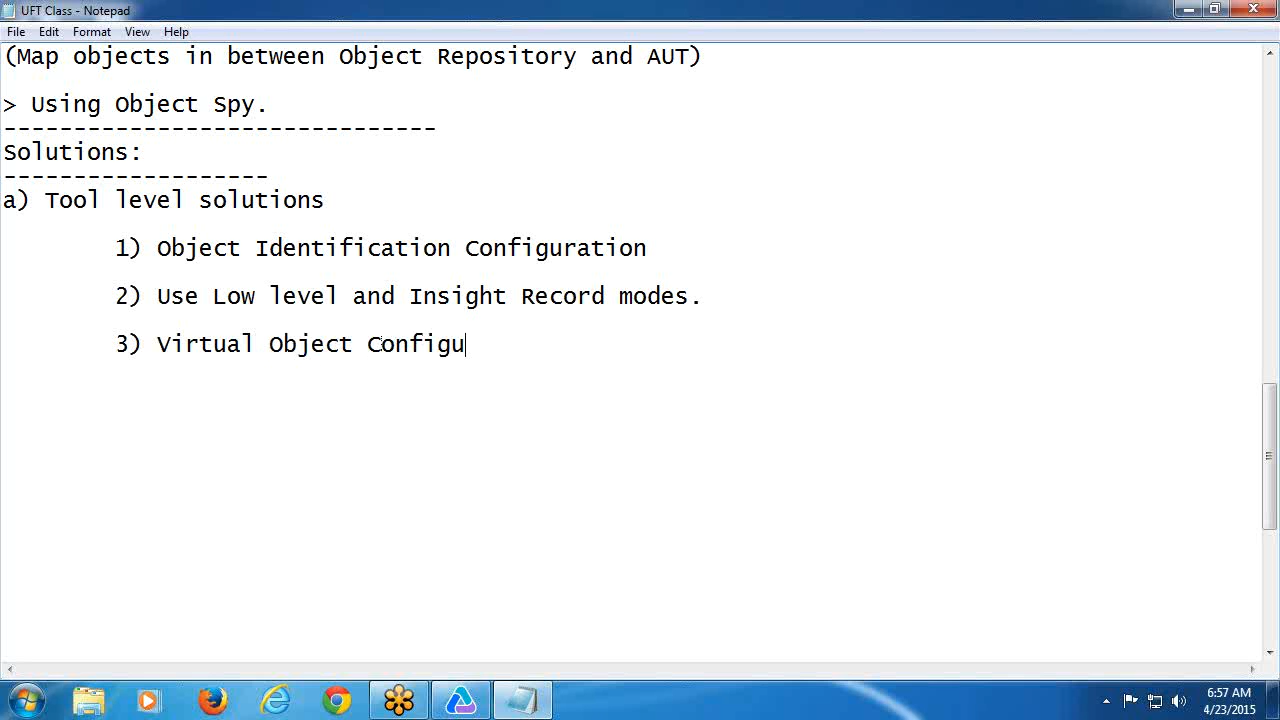 UFT Class - Notepad
File Edit Format View Help
(Map objects in between Object Repository and AUT)
> Using Object Spy.
-------------------------------
Solutions:
-------------------
a) Tool level solutions
1) Object Identification Configuration
2) Use Low level and Insight Record modes.
3) Virtual Object Configu
6:57 AM
4/23/2015